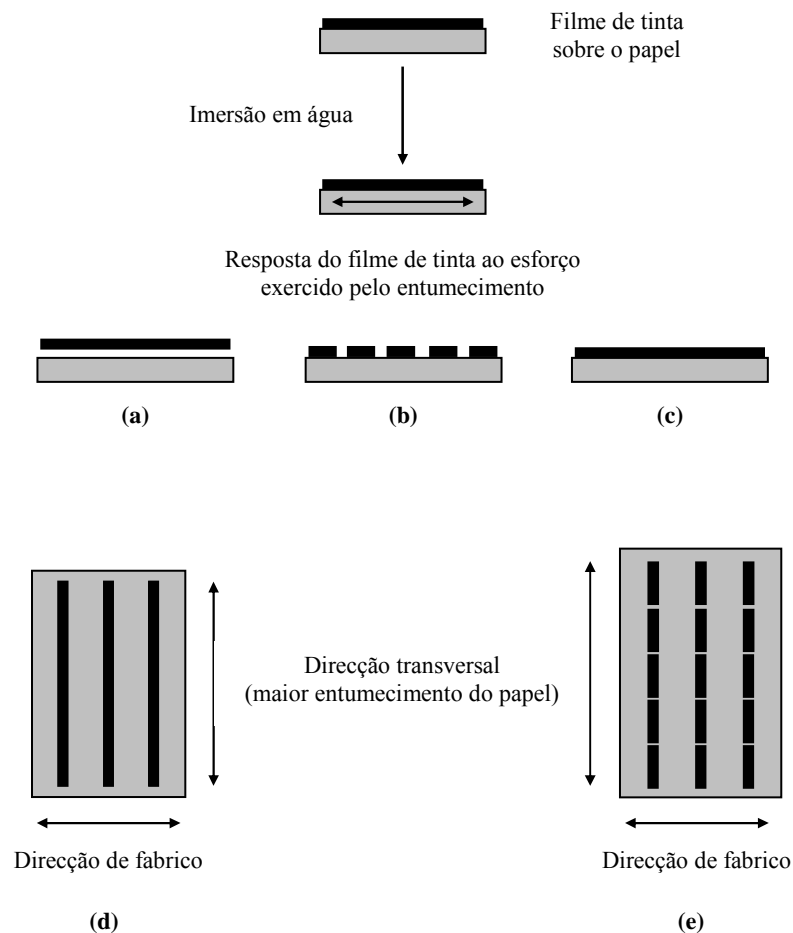 Filme de tinta
sobre o papel
Imersão em água
Resposta do filme de tinta ao esforço
exercido pelo entumecimento
(a)
(b)
(c)
Direcção transversal
(maior entumecimento do papel)
Direcção de fabrico
Direcção de fabrico
(d)
(e)